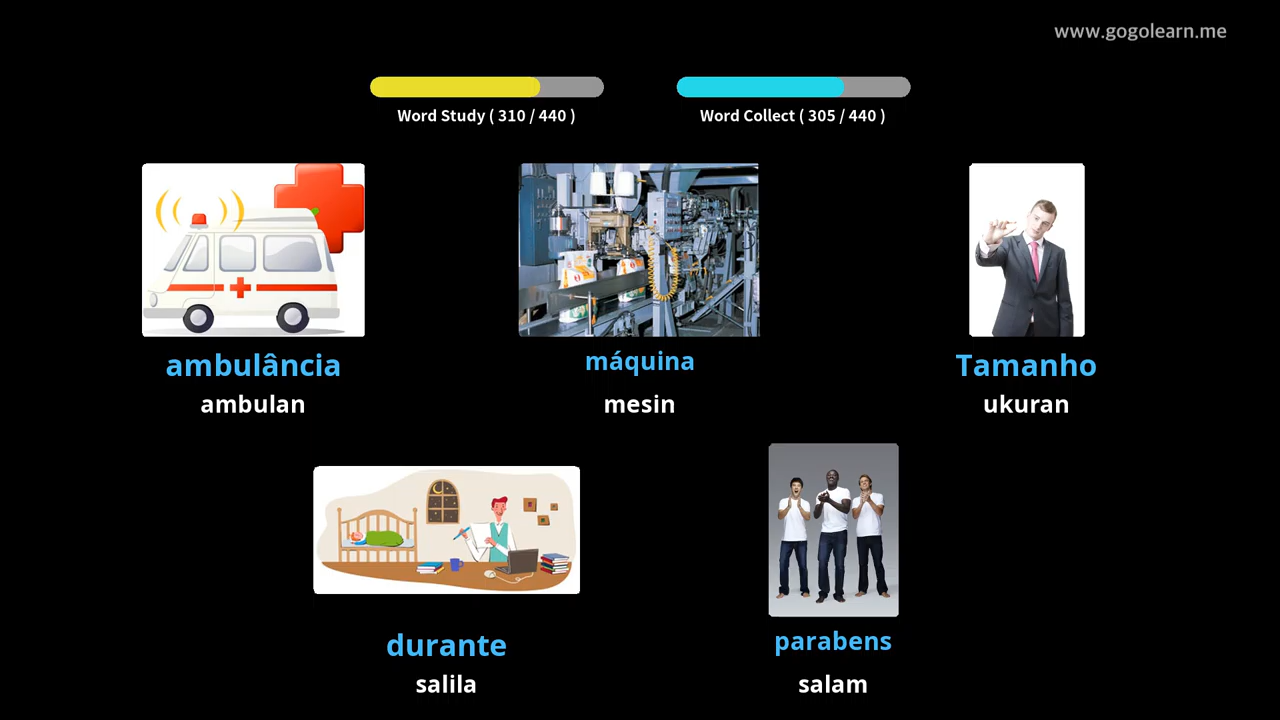 www.gogolearn.me
Word Study ( 310 / 440 )
Word Collect ( 305 / 440 )
ambulância
ambulan
máquina
mesin
Tamanho
ukuran
durante
salila
parabens
salam